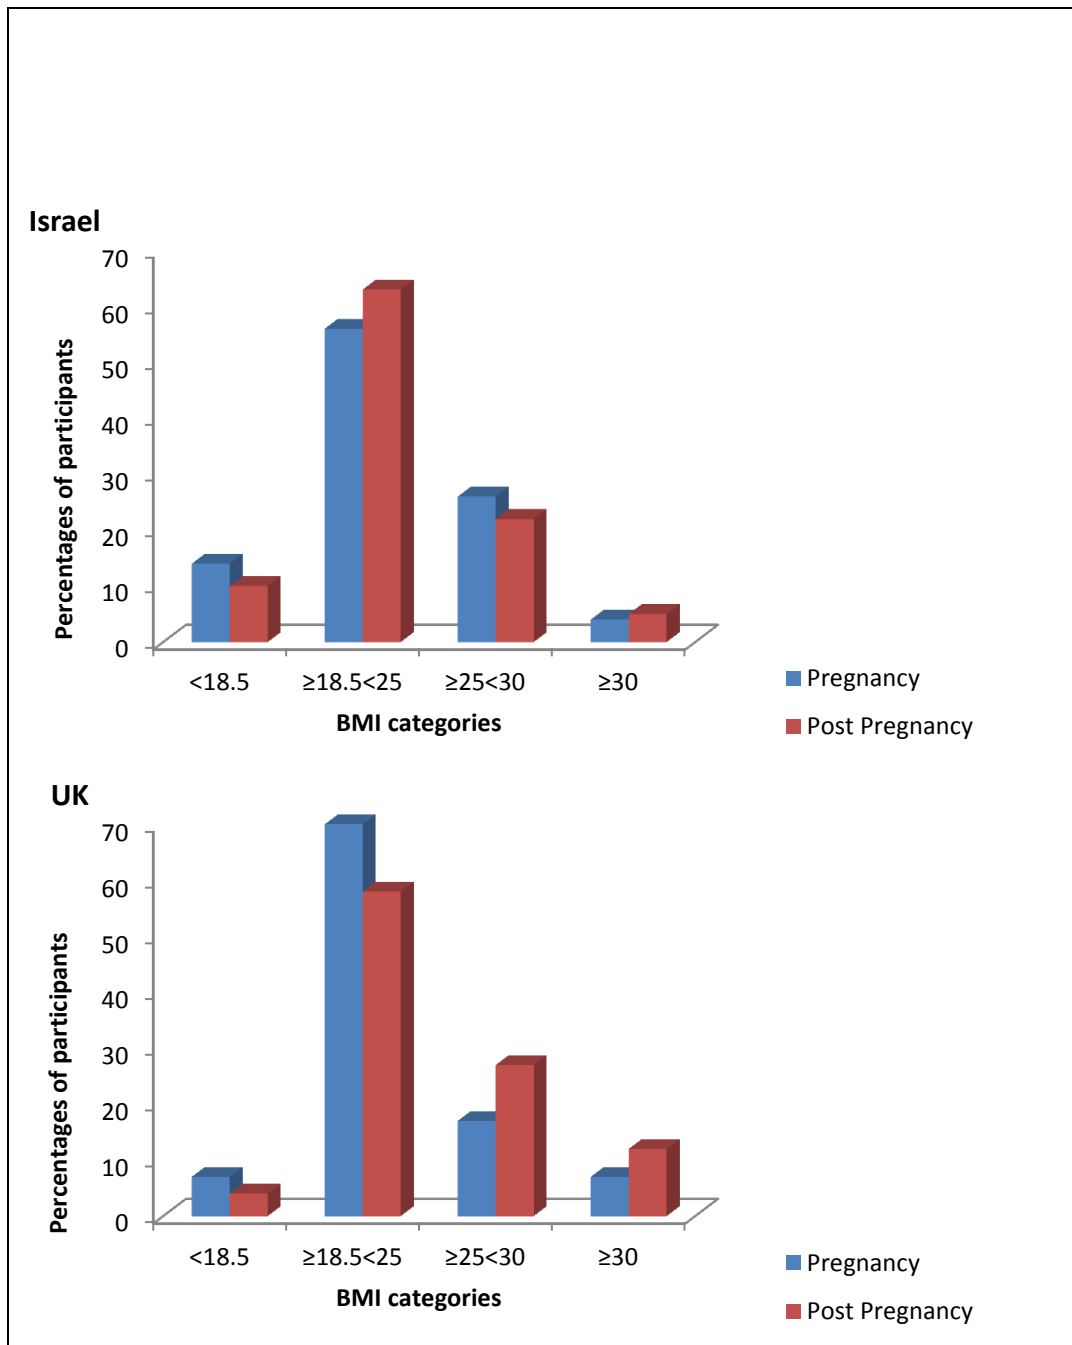 Israel
Percentages of participants
70
60
50
40
30
20
10
0
<18.5 ≥18.5<25 ≥25<30 ≥30
BMI categories
Pregnancy
Post Pregnancy
UK
Percentages of participants
70
60
50
40
30
20
10
0
<18.5 ≥18.5<25 ≥25<30 ≥30
BMI categories
Pregnancy
Post Pregnancy